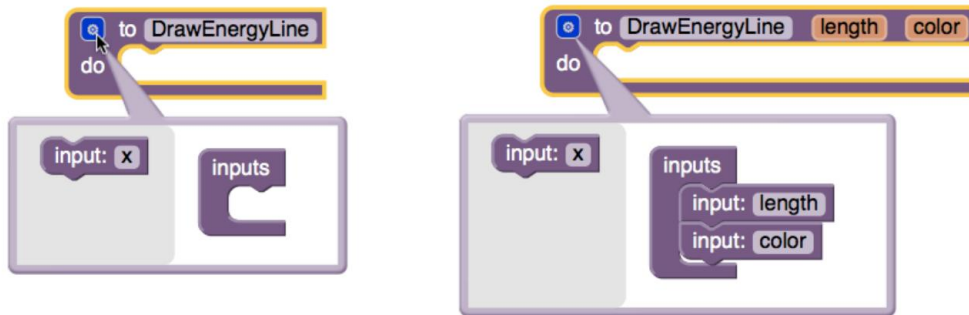 to DrawEnergyLine
do
input: x
inputs
to DrawEnergyLine length color
do
input: x
inputs
input: length
input: color